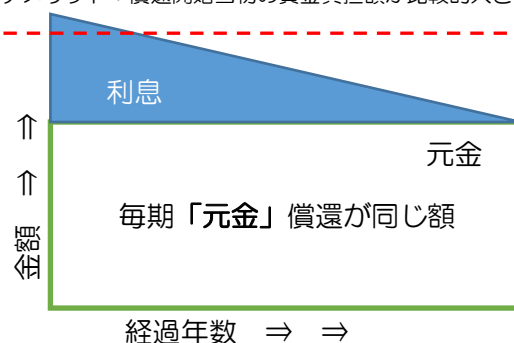 利息
元金
毎期「元金」償還が同じ額
金額 ⇒ ⇒
経過年数 ⇒ ⇒